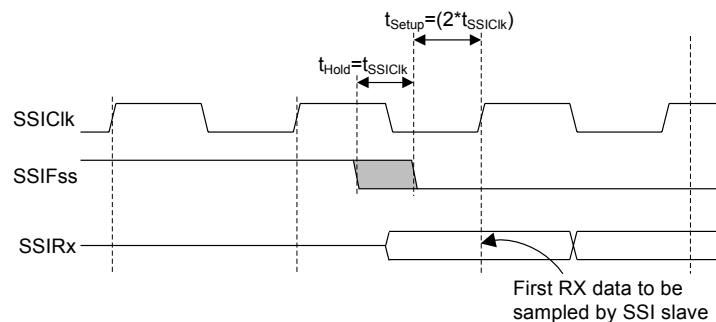 tSetup=(2*tSSIClk)
tHold=tSSIClk
SSIClk
SSIFss
SSIRx
First RX data to be
sampled by SSI slave